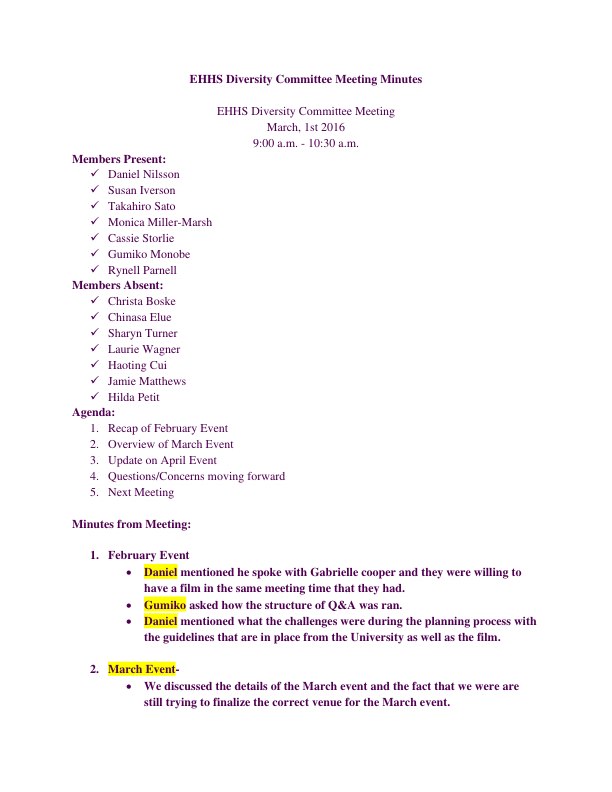 EHHS Diversity Committee Meeting Minutes
EHHS Diversity Committee Meeting
March, 1st 2016
9:00 a.m. - 10:30 a.m.
Members Present:
✓ Daniel Nilsson
✓ Susan Iverson
✓ Takahiro Sato
✓ Monica Miller-Marsh
✓ Cassie Storlie
✓ Gumiko Monobe
✓ Rynell Parnell
Members Absent:
✓ Christa Boske
✓ Chinasa Elue
✓ Sharyn Turner
✓ Laurie Wagner
✓ Haoting Cui
✓ Jamie Matthews
✓ Hilda Petit
Agenda:
1. Recap of February Event
2. Overview of March Event
3. Update on April Event
4. Questions/Concerns moving forward
5. Next Meeting
Minutes from Meeting:
1. February Event
• Daniel mentioned he spoke with Gabrielle cooper and they were willing to
have a film in the same meeting time that they had.
• Gumiko asked how the structure of Q&A was ran.
• Daniel mentioned what the challenges were during the planning process with
the guidelines that are in place from the University as well as the film.
2. March Event-
• We discussed the details of the March event and the fact that we were are
still trying to finalize the correct venue for the March event.